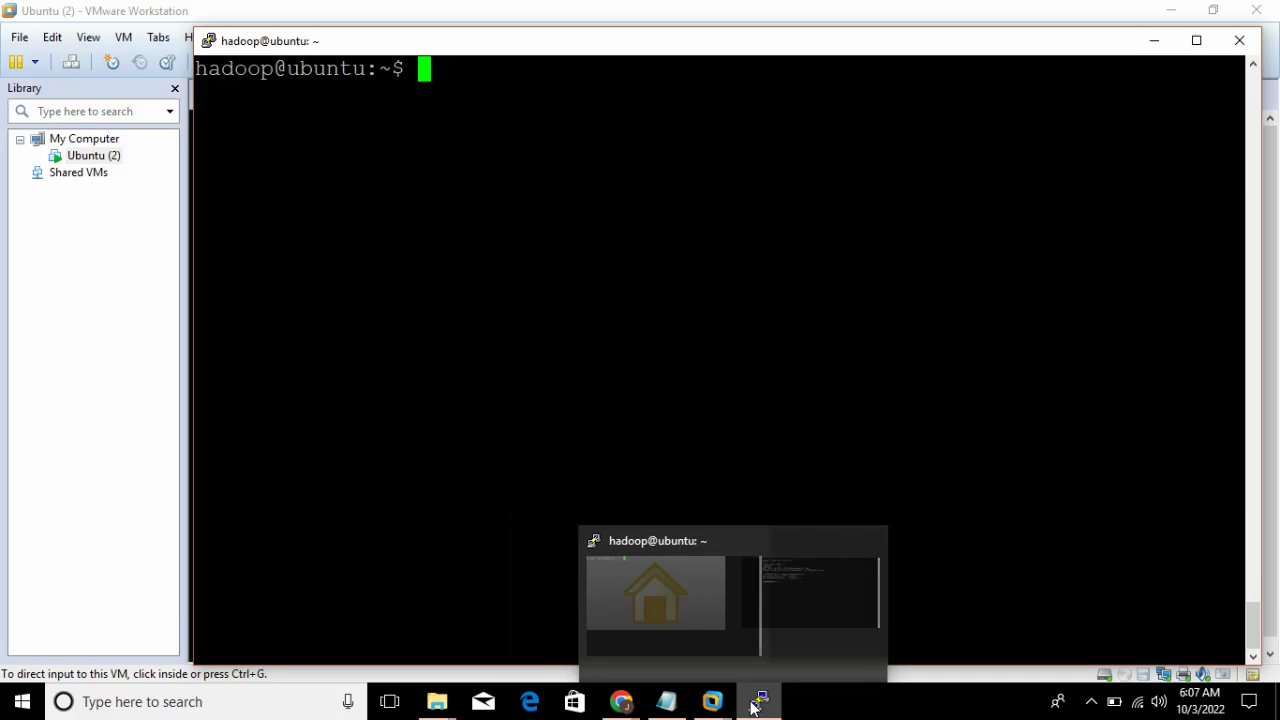 Ubuntu (2) - VMware Workstation
File Edit View VM Tabs H
hadoop@ubuntu: ~
hadoop@ubuntu:~$
Library
Type here to search
My Computer
Ubuntu (2)
Shared VMs
hadoop@ubuntu: ~
To direct input to this VM, click inside or press Ctrl+G.
Type here to search
6:07 AM
10/3/2022